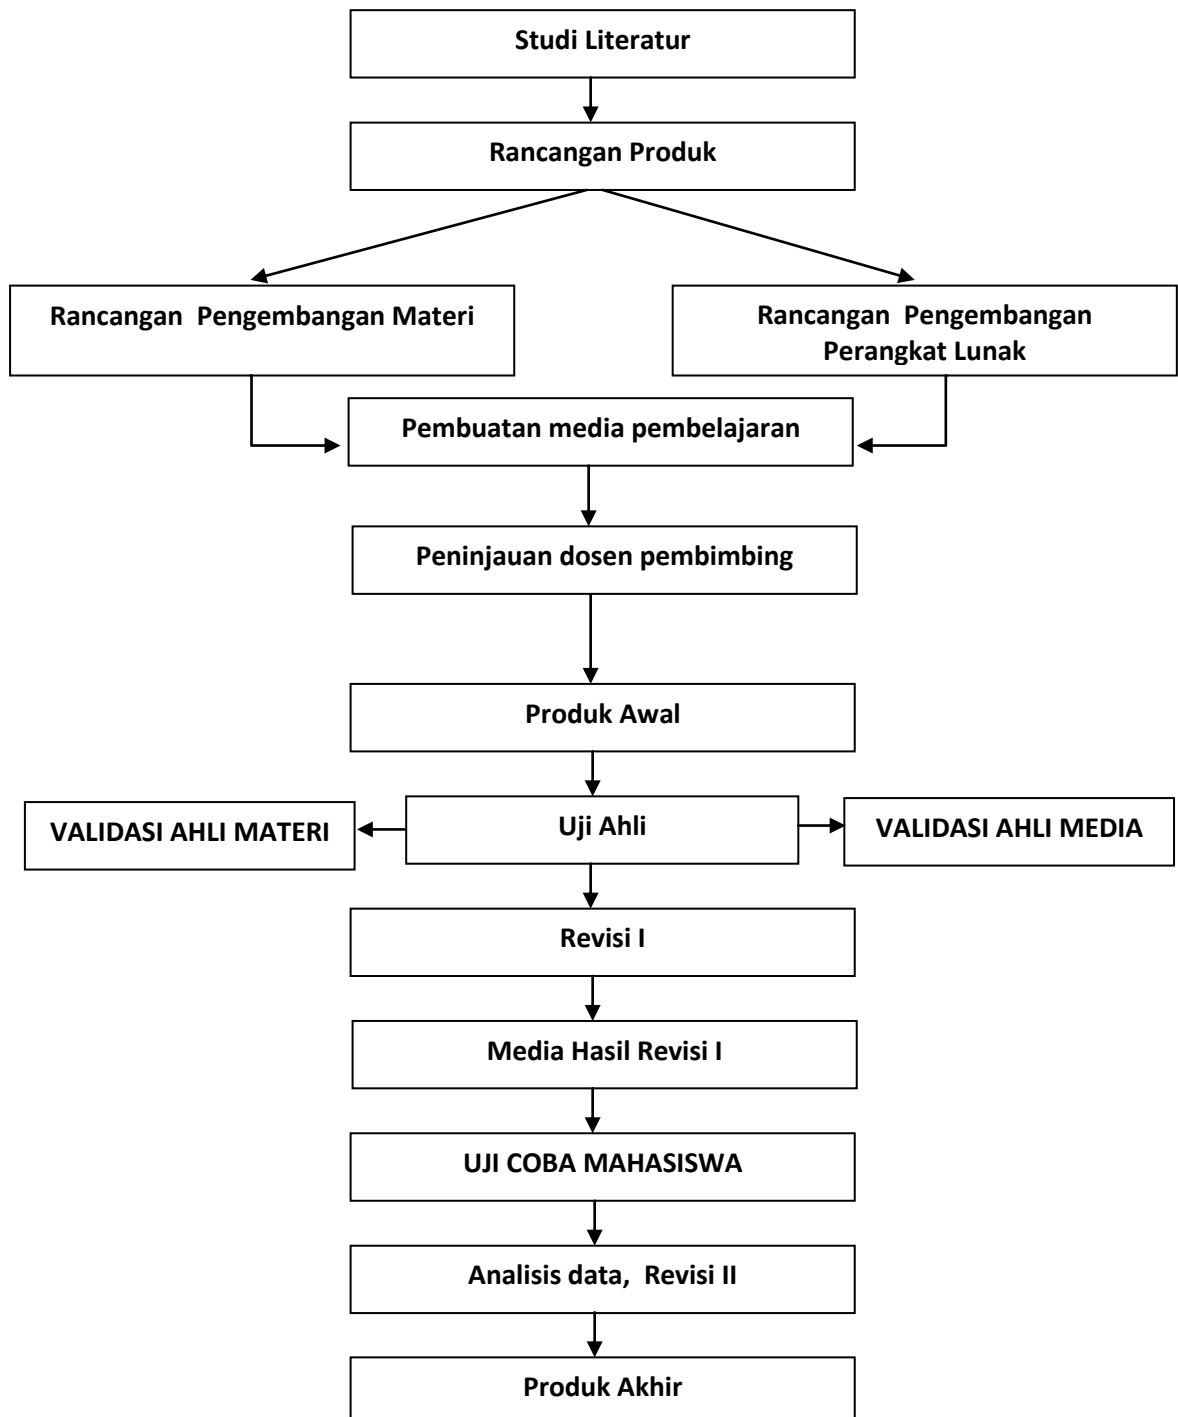 Studi Literatur
Rancangan Produk
Rancangan  Pengembangan Materi
Rancangan  Pengembangan
Perangkat Lunak
Pembuatan media pembelajaran
Peninjauan dosen pembimbing
Produk Awal
VALIDASI AHLI MATERI
Uji Ahli
VALIDASI AHLI MEDIA
Revisi I
Media Hasil Revisi I
UJI COBA MAHASISWA
Analisis data,  Revisi II
Produk Akhir